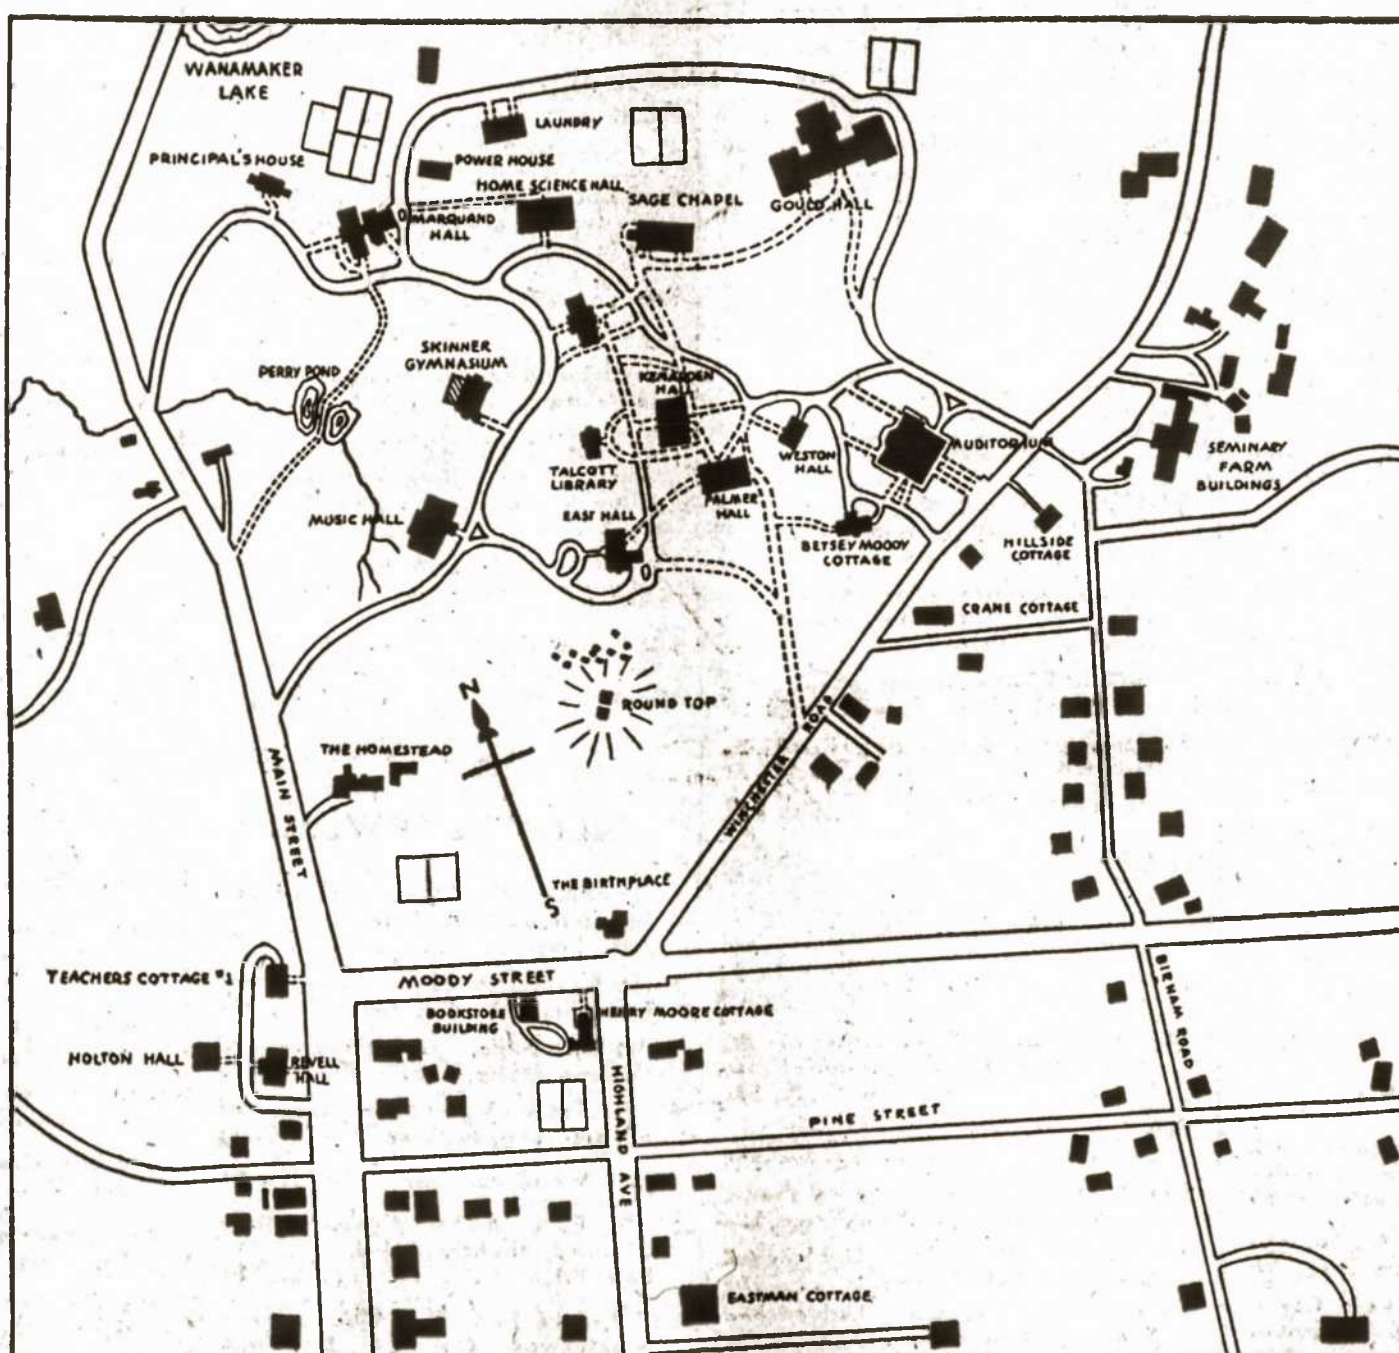 WANAMAKER
LAKE
LAUNDRY
PRINCIPAL'S HOUSE
POWER HOUSE
HOME SCIENCE HALL
SAGE CHAPEL
GOULD HALL
MARQUAND
HALL
SKINNER
GYMNASIUM
PERRY POND
HALL
WESTON
HALL
AUDITORIUM
SEMINARY
FARM
BUILDINGS
TALCOTT
LIBRARY
PALMER
HALL
MUSIC HALL
EAST HALL
BETSEY MOODY
COTTAGE
HILLSIDE
COTTAGE
CRANE COTTAGE
N
ROUND TOP
WINCHESTER ROAD
THE HOMESTEAD
MAIN STREET
THE BIRTHPLACE
S
TEACHERS COTTAGE #1
MOODY STREET
BOOKSTORE
BUILDING
HENRY MOORE COTTAGE
BIRNAM ROAD
HOLTON HALL
REVELL
HALL
HIGHLAND AVE
PINE STREET
EASTMAN COTTAGE